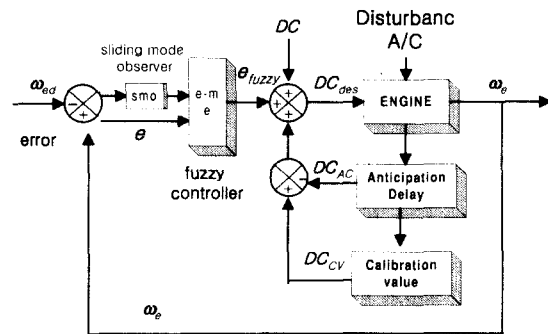 Disturbanc
A/C
DC
sliding mode
observer
ω_ed
smo
e-m
e
θ_fuzzy
DC_des
ENGINE
ω_e
error
θ
fuzzy
controller
DC_AC
Anticipation
Delay
DC_CV
Calibration
value
ω_e